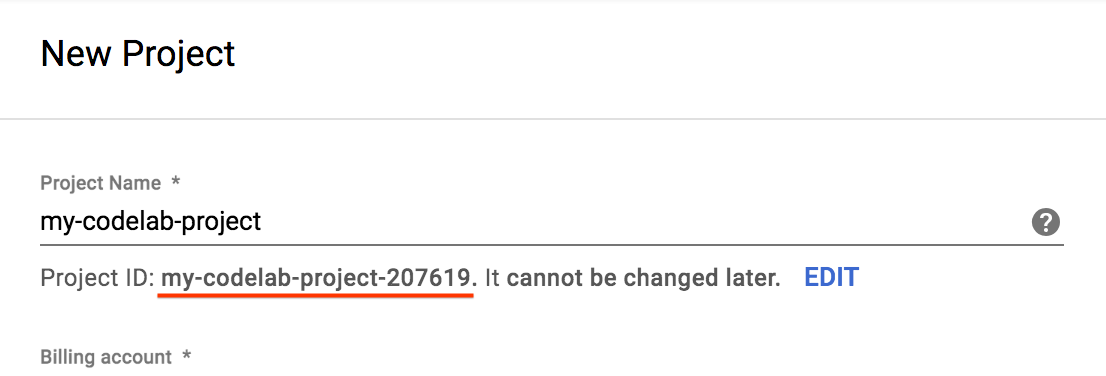 New Project
Project Name *
my-codelab-project
?
Project ID: my-codelab-project-207619. It cannot be changed later. EDIT
Billing account *